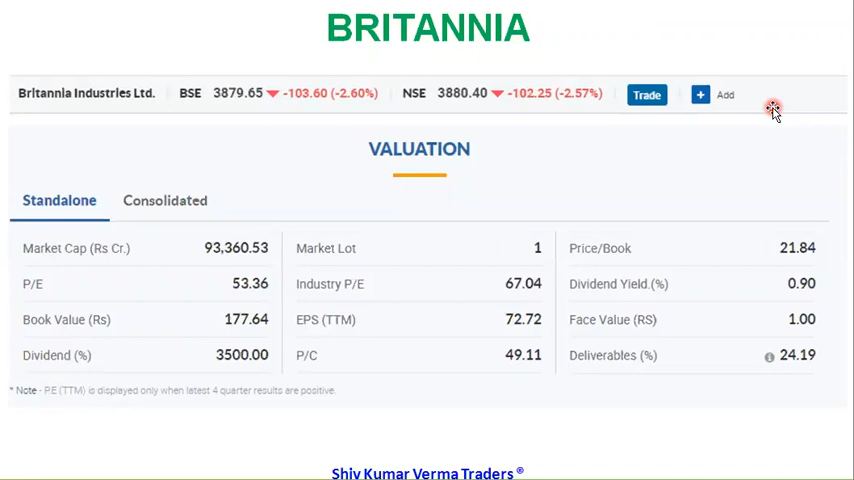 BRITANNIA
Britannia Industries Ltd. BSE 3879.65 -103.60 (-2.60%) NSE 3880.40 -102.25 (-2.57%) Trade + Add
VALUATION
Standalone Consolidated
Market Cap (Rs Cr.) 93,360.53 Market Lot 1 Price/Book 21.84
P/E 53.36 Industry P/E 67.04 Dividend Yield.(%) 0.90
Book Value (Rs) 177.64 EPS (TTM) 72.72 Face Value (RS) 1.00
Dividend (%) 3500.00 P/C 49.11 Deliverables (%) 24.19
* Note - P.E (TTM) is displayed only when latest 4 quarter results are positive.
Shiv Kumar Verma Traders ®